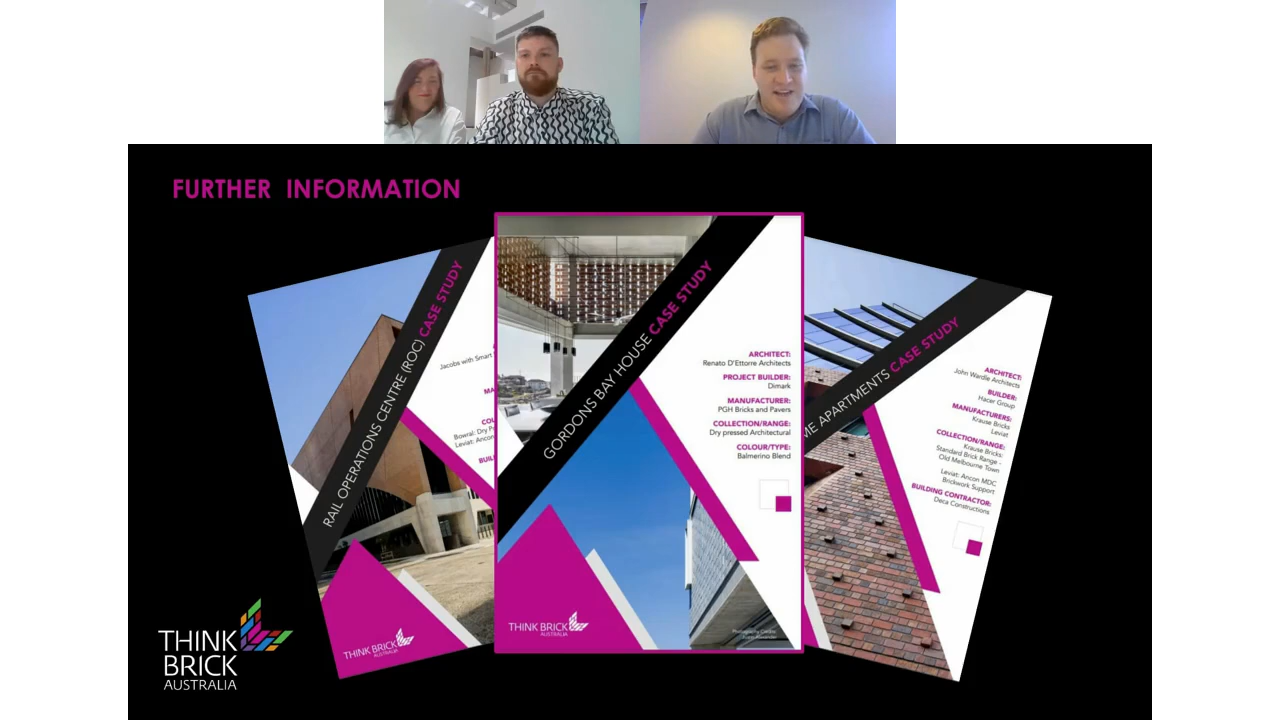 FURTHER INFORMATION
RAIL OPERATIONS CENTRE (ROC) CASE STUDY
Jacobs with Smart
Bowral: Dry
Leviat: Ancon
THINK BRICK
AUSTRALIA
GORDONS BAY HOUSE CASE STUDY
ARCHITECT:
Renato D'Ettorre Architects
PROJECT BUILDER:
Dimark
MANUFACTURER:
PGH Bricks and Pavers
COLLECTION/RANGE:
Dry pressed Architectural
COLOUR/TYPE:
Balmerino Blend
THINK BRICK
AUSTRALIA
ME APARTMENTS CASE STUDY
ARCHITECT:
John Wardle Architects
BUILDER:
Hacer Group
MANUFACTURERS:
Krause Bricks
Leviat
COLLECTION/RANGE:
Krause Bricks:
Standard Brick Range -
Old Melbourne Town
Leviat: Ancon MDC
Brickwork Support
BUILDING CONTRACTOR:
Deca Constructions
THINK
BRICK
AUSTRALIA